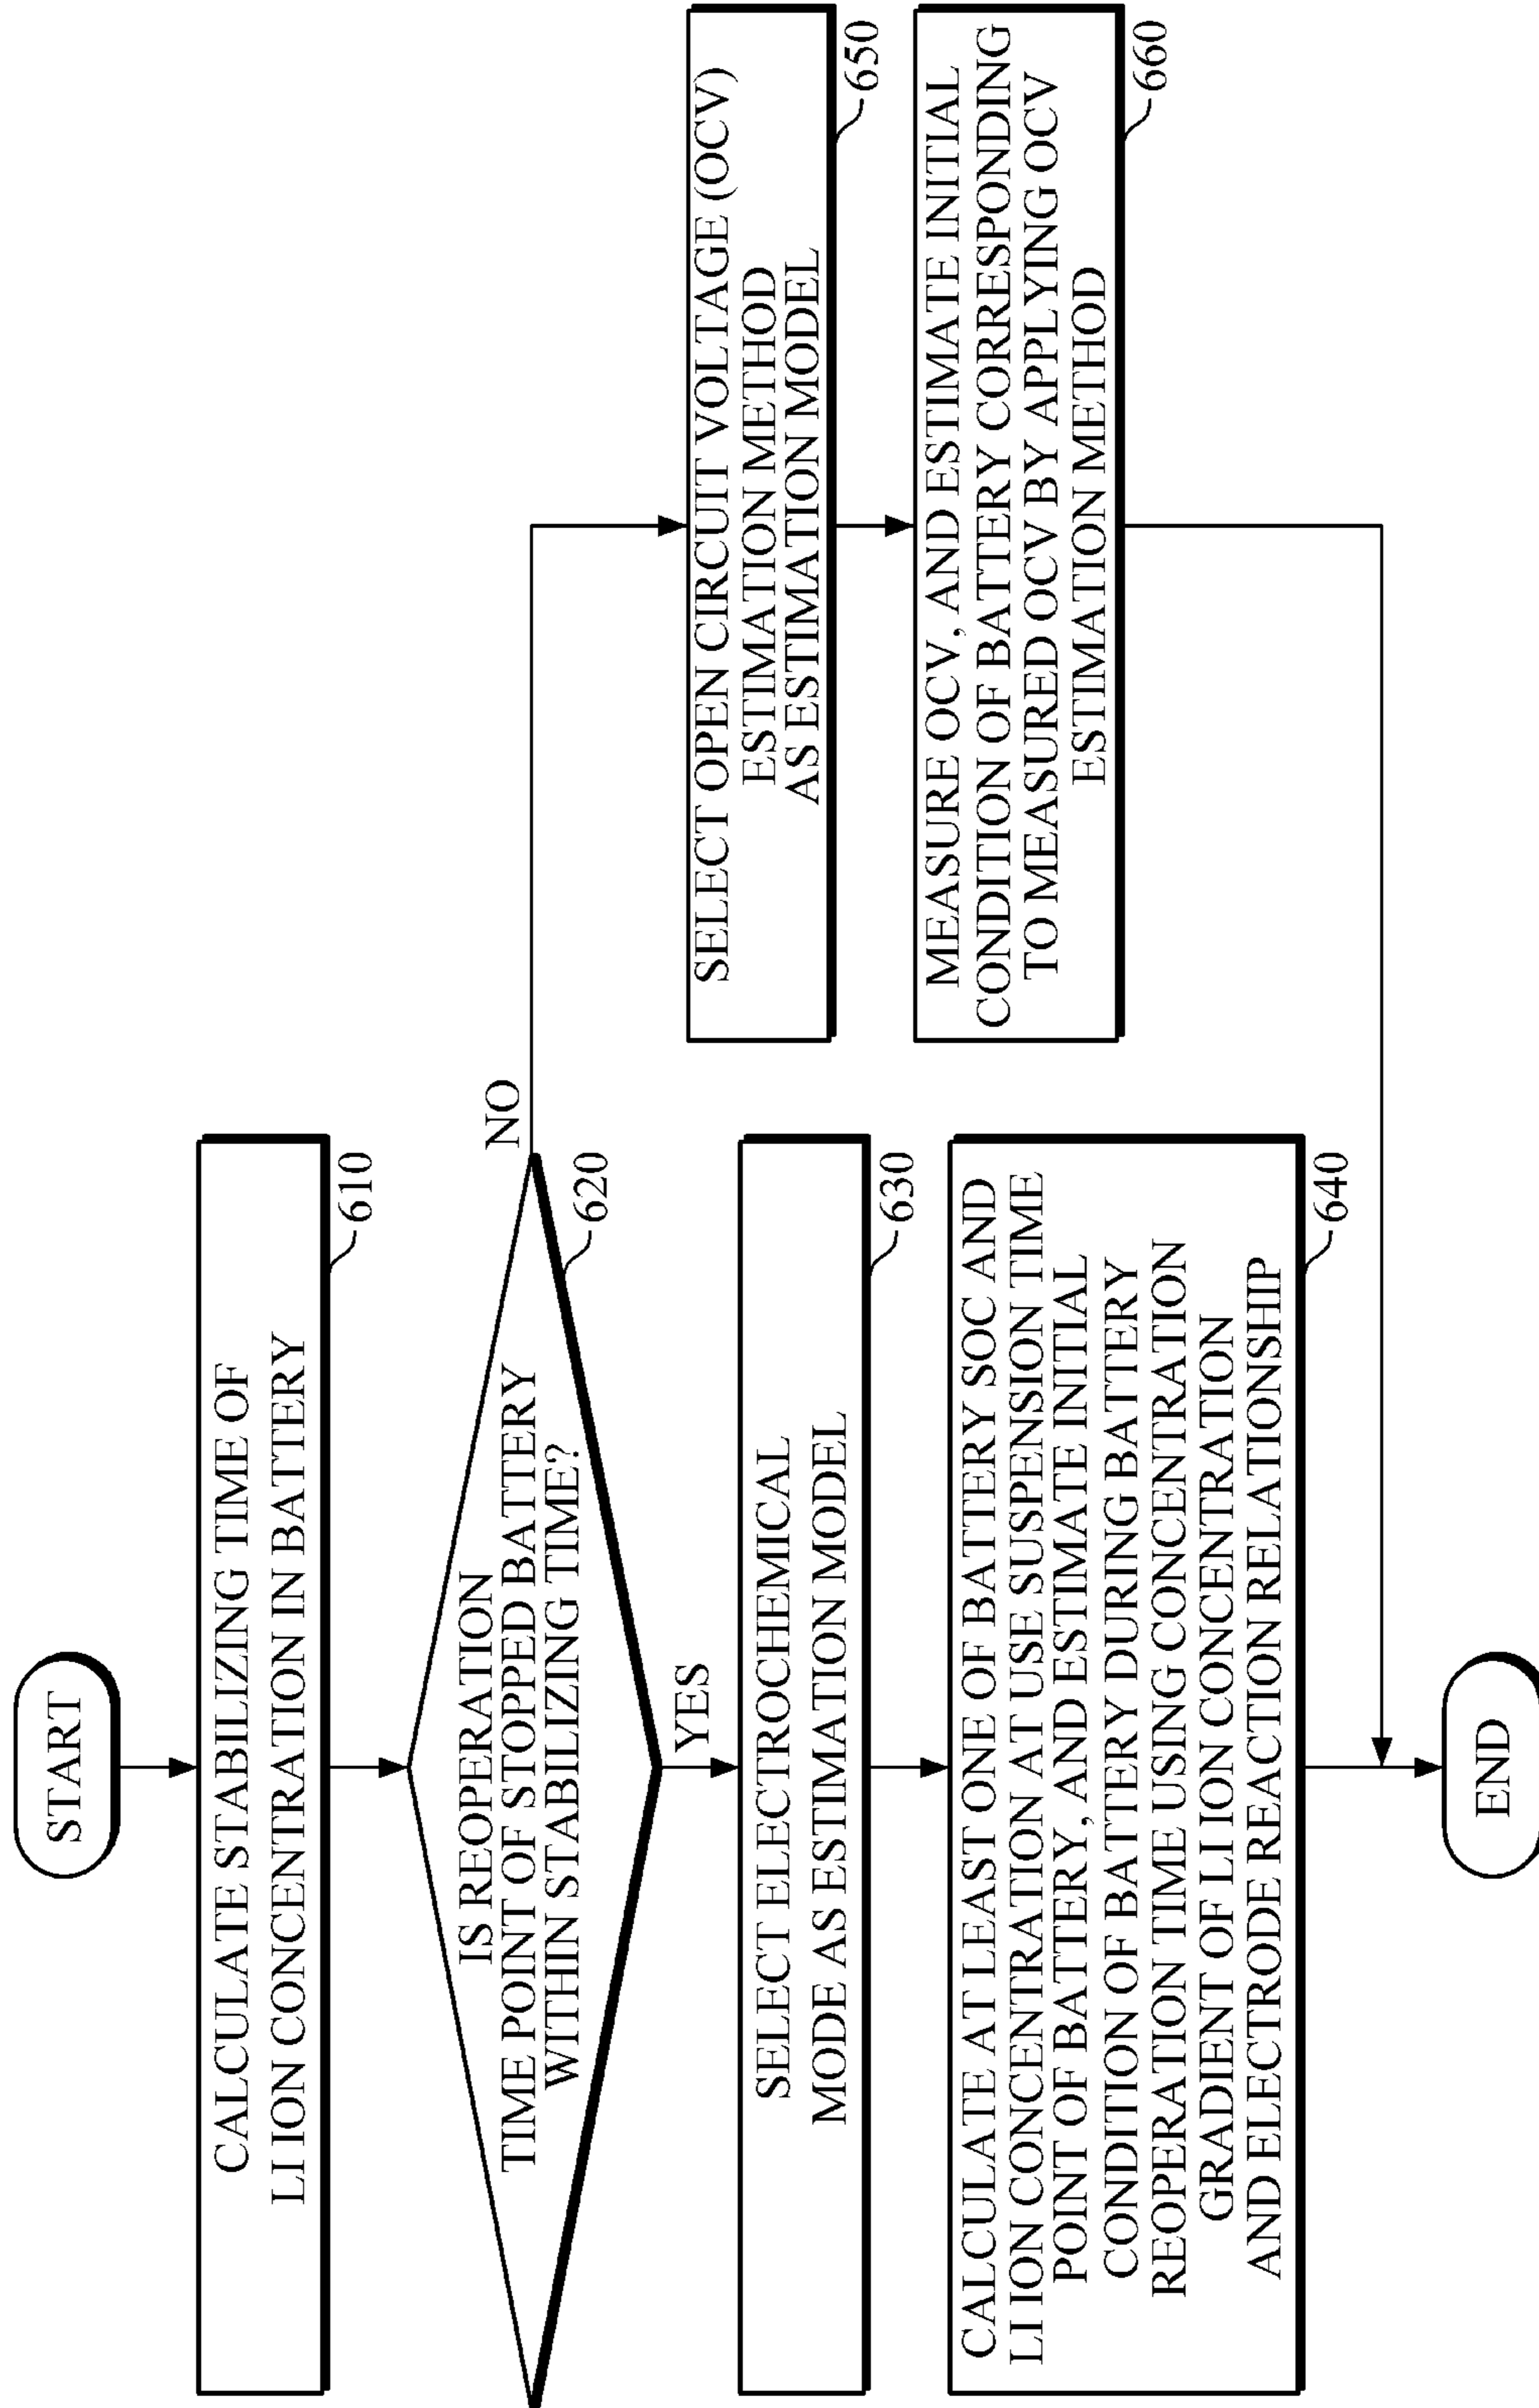 START
CALCULATE STABILIZING TIME OF
LI ION CONCENTRATION IN BATTERY
610
IS REOPERATION
TIME POINT OF STOPPED BATTERY
WITHIN STABILIZING TIME?
620
NO
YES
SELECT ELECTROCHEMICAL
MODE AS ESTIMATION MODEL
630
CALCULATE AT LEAST ONE OF BATTERY SOC AND
LI ION CONCENTRATION AT USE SUSPENSION TIME
POINT OF BATTERY, AND ESTIMATE INITIAL
CONDITION OF BATTERY DURING BATTERY
REOPERATION TIME USING CONCENTRATION
GRADIENT OF LI ION CONCENTRATION
AND ELECTRODE REACTION RELATIONSHIP
640
SELECT OPEN CIRCUIT VOLTAGE (OCV)
ESTIMATION METHOD
AS ESTIMATION MODEL
650
MEASURE OCV, AND ESTIMATE INITIAL
CONDITION OF BATTERY CORRESPONDING
TO MEASURED OCV BY APPLYING OCV
ESTIMATION METHOD
660
END